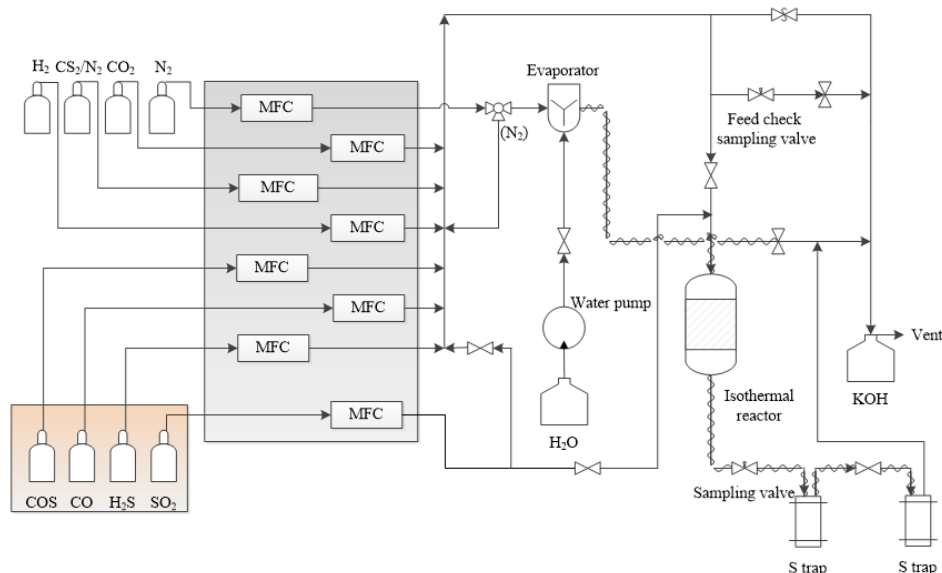 H₂ CS₂/N₂ CO₂ N₂
MFC
MFC
MFC
MFC
MFC
MFC
MFC
MFC
Evaporator
(N₂)
Feed check
sampling valve
Water pump
H₂O
Isothermal
reactor
Vent
KOH
COS CO H₂S SO₂
Sampling valve
S trap
S trap